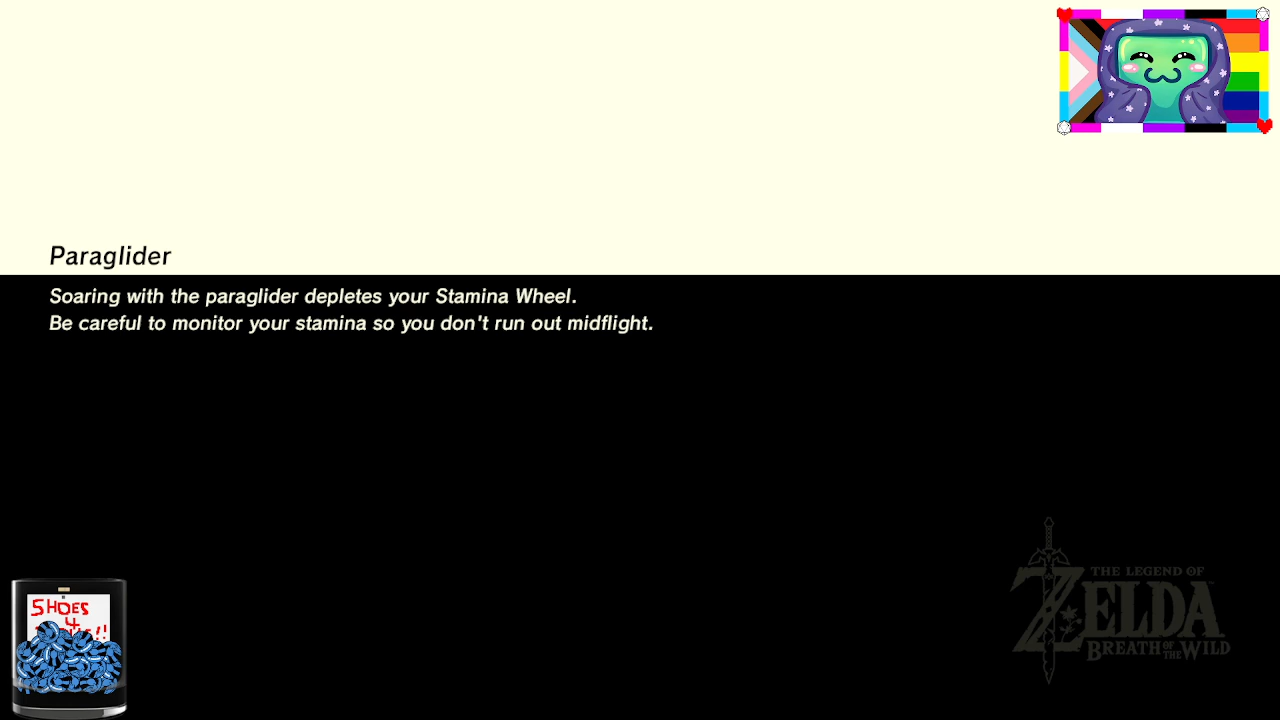 Paraglider
Soaring with the paraglider depletes your Stamina Wheel.
Be careful to monitor your stamina so you don't run out midflight.
THE LEGEND OF
ZELDA
BREATH OF THE WILD
SHOES
4